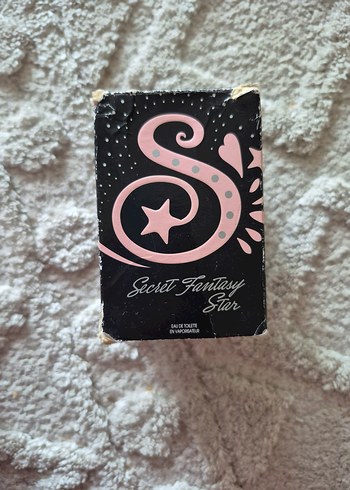 S
Secret Fantasy
Star
EAU DE TOILETTE
EN VAPORISATEUR